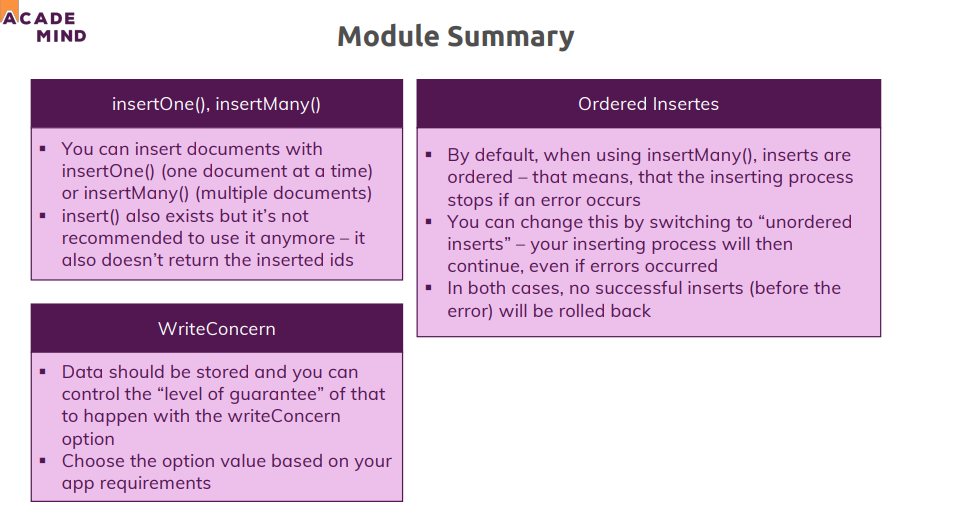 ACADE
MIND
Module Summary
insertOne(), insertMany()
▪ You can insert documents with
insertOne() (one document at a time)
or insertMany() (multiple documents)
▪ insert() also exists but it’s not
recommended to use it anymore – it
also doesn’t return the inserted ids
WriteConcern
▪ Data should be stored and you can
control the “level of guarantee” of that
to happen with the writeConcern
option
▪ Choose the option value based on your
app requirements
Ordered Insertes
▪ By default, when using insertMany(), inserts are
ordered – that means, that the inserting process
stops if an error occurs
▪ You can change this by switching to “unordered
inserts” – your inserting process will then
continue, even if errors occurred
▪ In both cases, no successful inserts (before the
error) will be rolled back